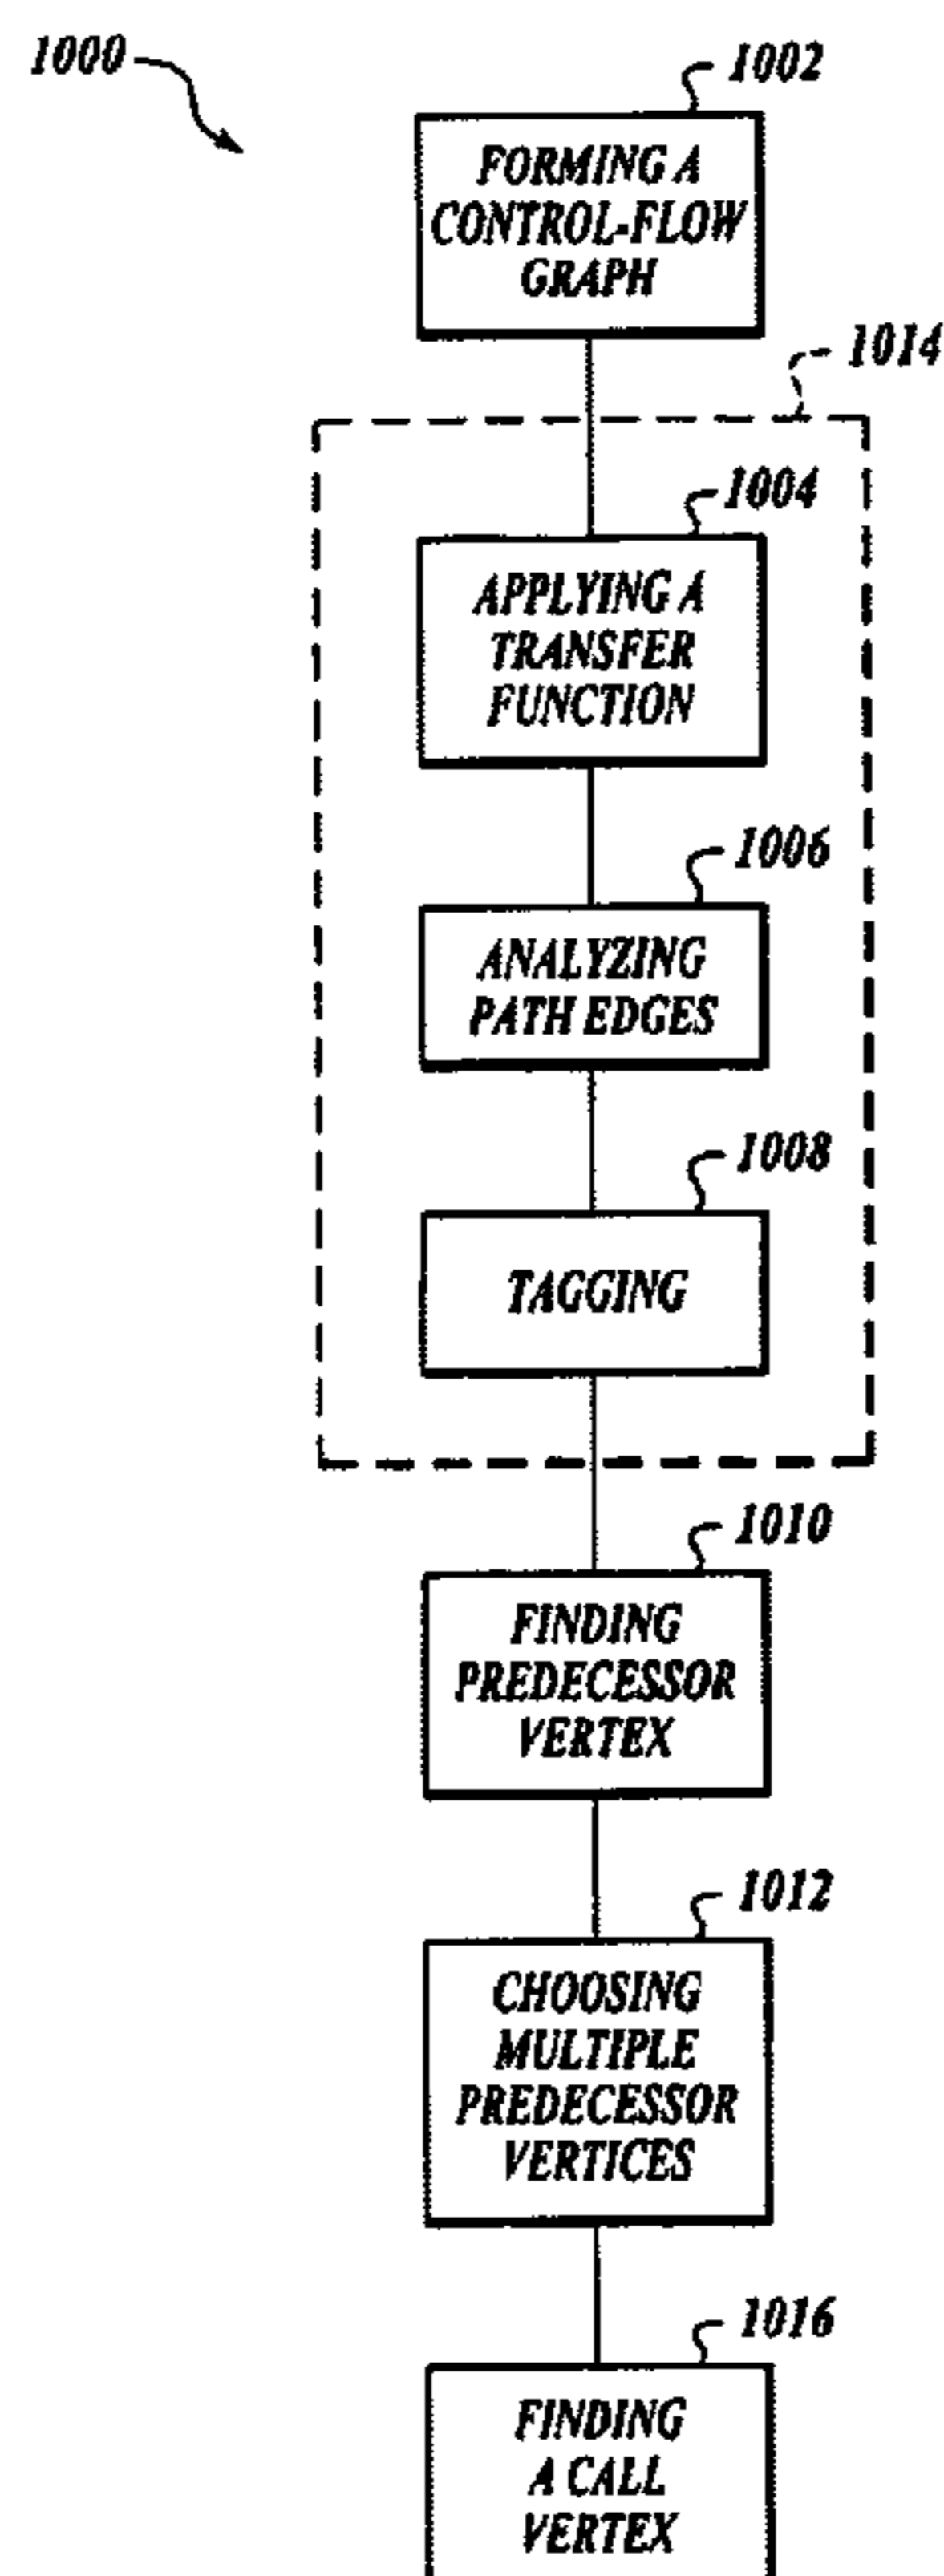 1000
1002
FORMING A
CONTROL-FLOW
GRAPH
1014
1004
APPLYING A
TRANSFER
FUNCTION
1006
ANALYZING
PATH EDGES
1008
TAGGING
1010
FINDING
PREDECESSOR
VERTEX
1012
CHOOSING
MULTIPLE
PREDECESSOR
VERTICES
1016
FINDING
A CALL
VERTEX